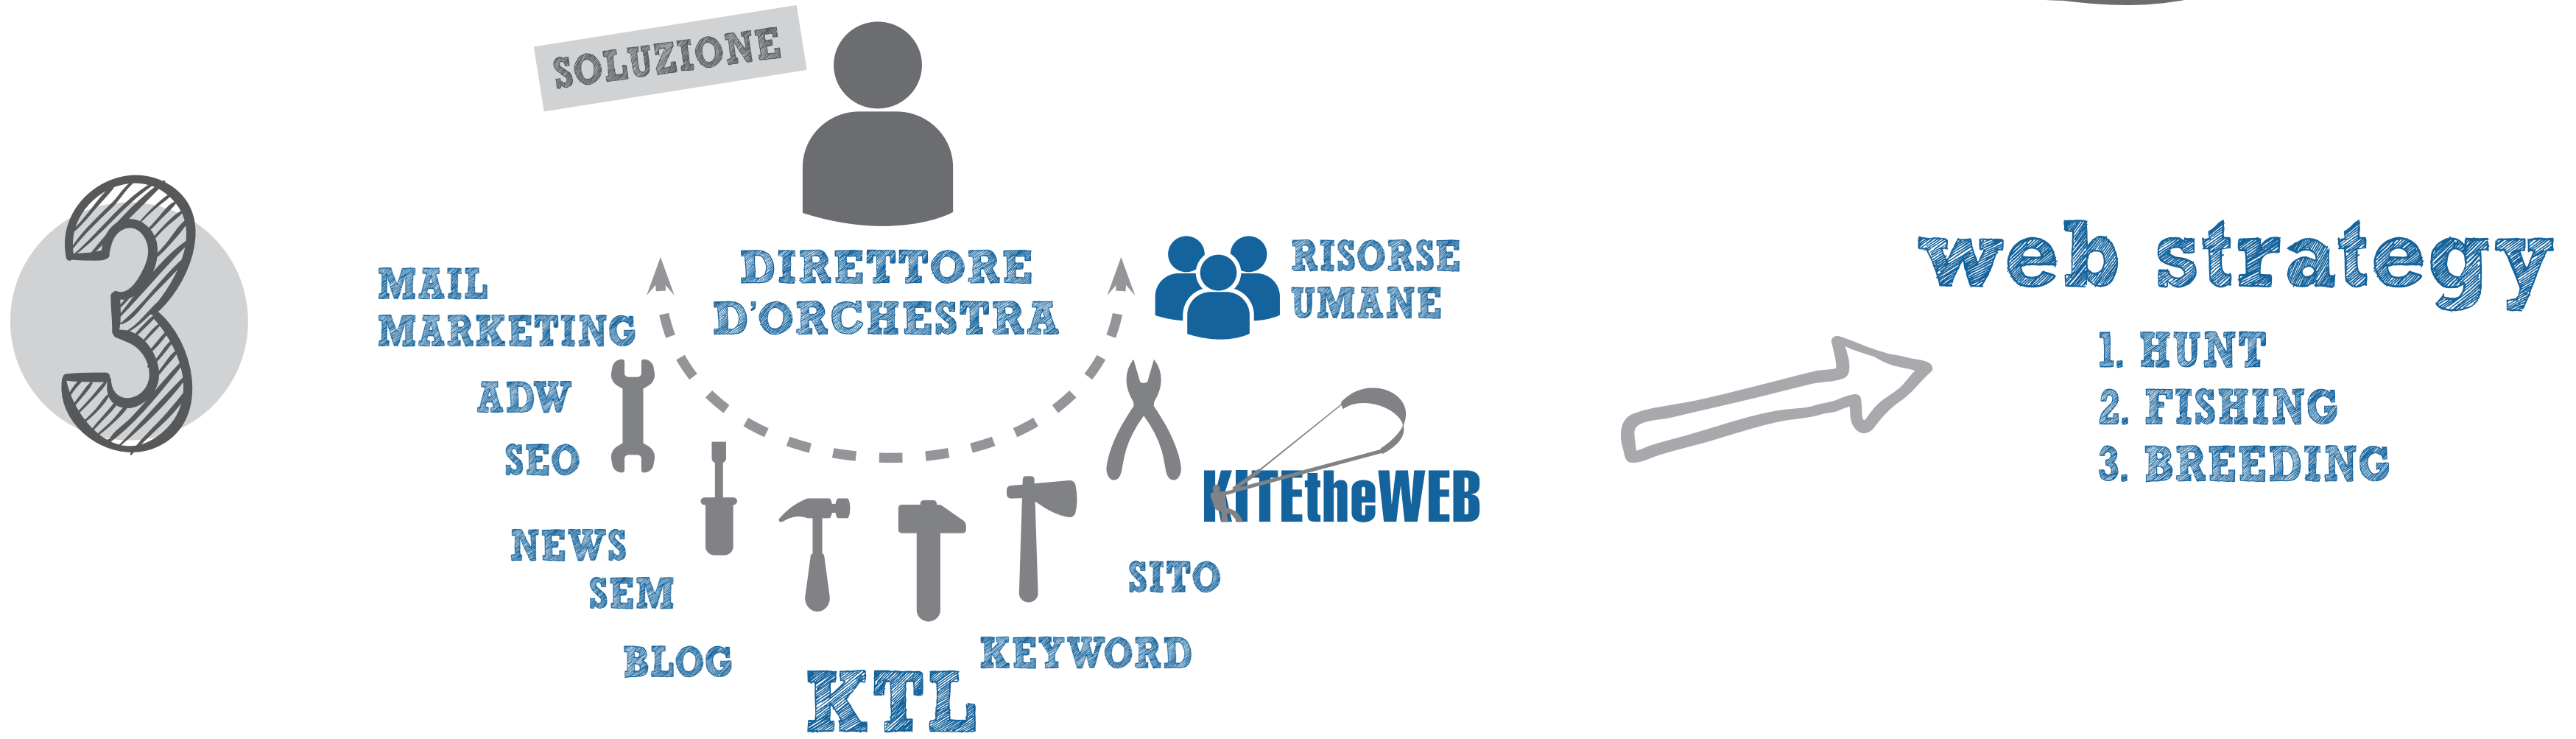 3
SOLUZIONE
DIRETTORE
D'ORCHESTRA
MAIL
MARKETING
ADW
SEO
NEWS
SEM
BLOG
KTL
KEYWORD
SITO
KITEtheWEB
RISORSE
UMANE
web strategy
1. HUNT
2. FISHING
3. BREEDING